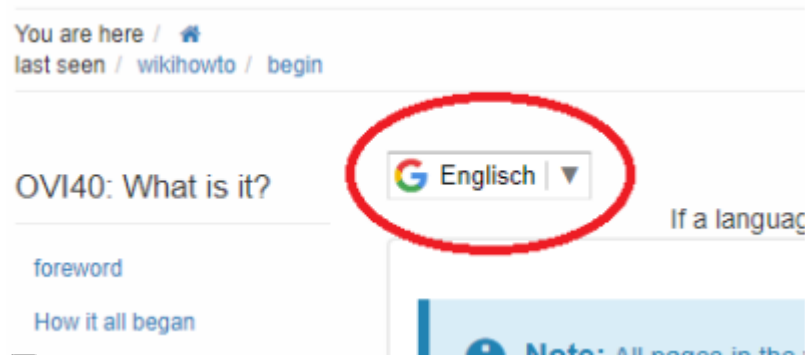 You are here /
last seen / wikihowto / begin
Englisch
OVI40: What is it?
If a languag
foreword
How it all began
Note: All pages in the